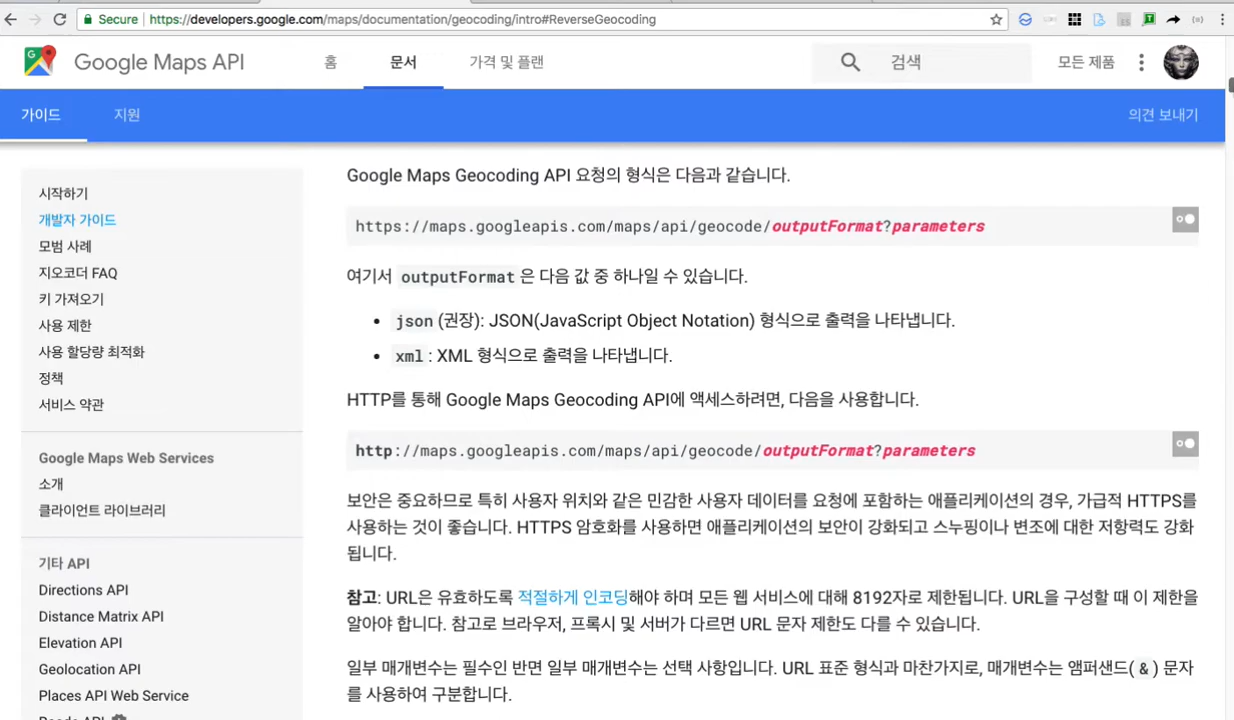 Secure https://developers.google.com/maps/documentation/geocoding/intro#ReverseGeocoding
Google Maps API 홈 문서 가격 및 플랜 검색 모든 제품
가이드 지원 의견 보내기
시작하기
개발자 가이드
모범 사례
지오코더 FAQ
키 가져오기
사용 제한
사용 할당량 최적화
정책
서비스 약관
Google Maps Web Services
소개
클라이언트 라이브러리
기타 API
Directions API
Distance Matrix API
Elevation API
Geolocation API
Places API Web Service
Roads API
Google Maps Geocoding API 요청의 형식은 다음과 같습니다.
https://maps.googleapis.com/maps/api/geocode/outputFormat?parameters
여기서 outputFormat 은 다음 값 중 하나일 수 있습니다.
• json (권장): JSON(JavaScript Object Notation) 형식으로 출력을 나타냅니다.
• xml : XML 형식으로 출력을 나타냅니다.
HTTP를 통해 Google Maps Geocoding API에 액세스하려면, 다음을 사용합니다.
http://maps.googleapis.com/maps/api/geocode/outputFormat?parameters
보안은 중요하므로 특히 사용자 위치와 같은 민감한 사용자 데이터를 요청에 포함하는 애플리케이션의 경우, 가급적 HTTPS를
사용하는 것이 좋습니다. HTTPS 암호화를 사용하면 애플리케이션의 보안이 강화되고 스누핑이나 변조에 대한 저항력도 강화
됩니다.
참고: URL은 유효하도록 적절하게 인코딩해야 하며 모든 웹 서비스에 대해 8192자로 제한됩니다. URL을 구성할 때 이 제한을
알아야 합니다. 참고로 브라우저, 프록시 및 서버가 다르면 URL 문자 제한도 다를 수 있습니다.
일부 매개변수는 필수인 반면 일부 매개변수는 선택 사항입니다. URL 표준 형식과 마찬가지로, 매개변수는 앰퍼샌드( & ) 문자
를 사용하여 구분합니다.